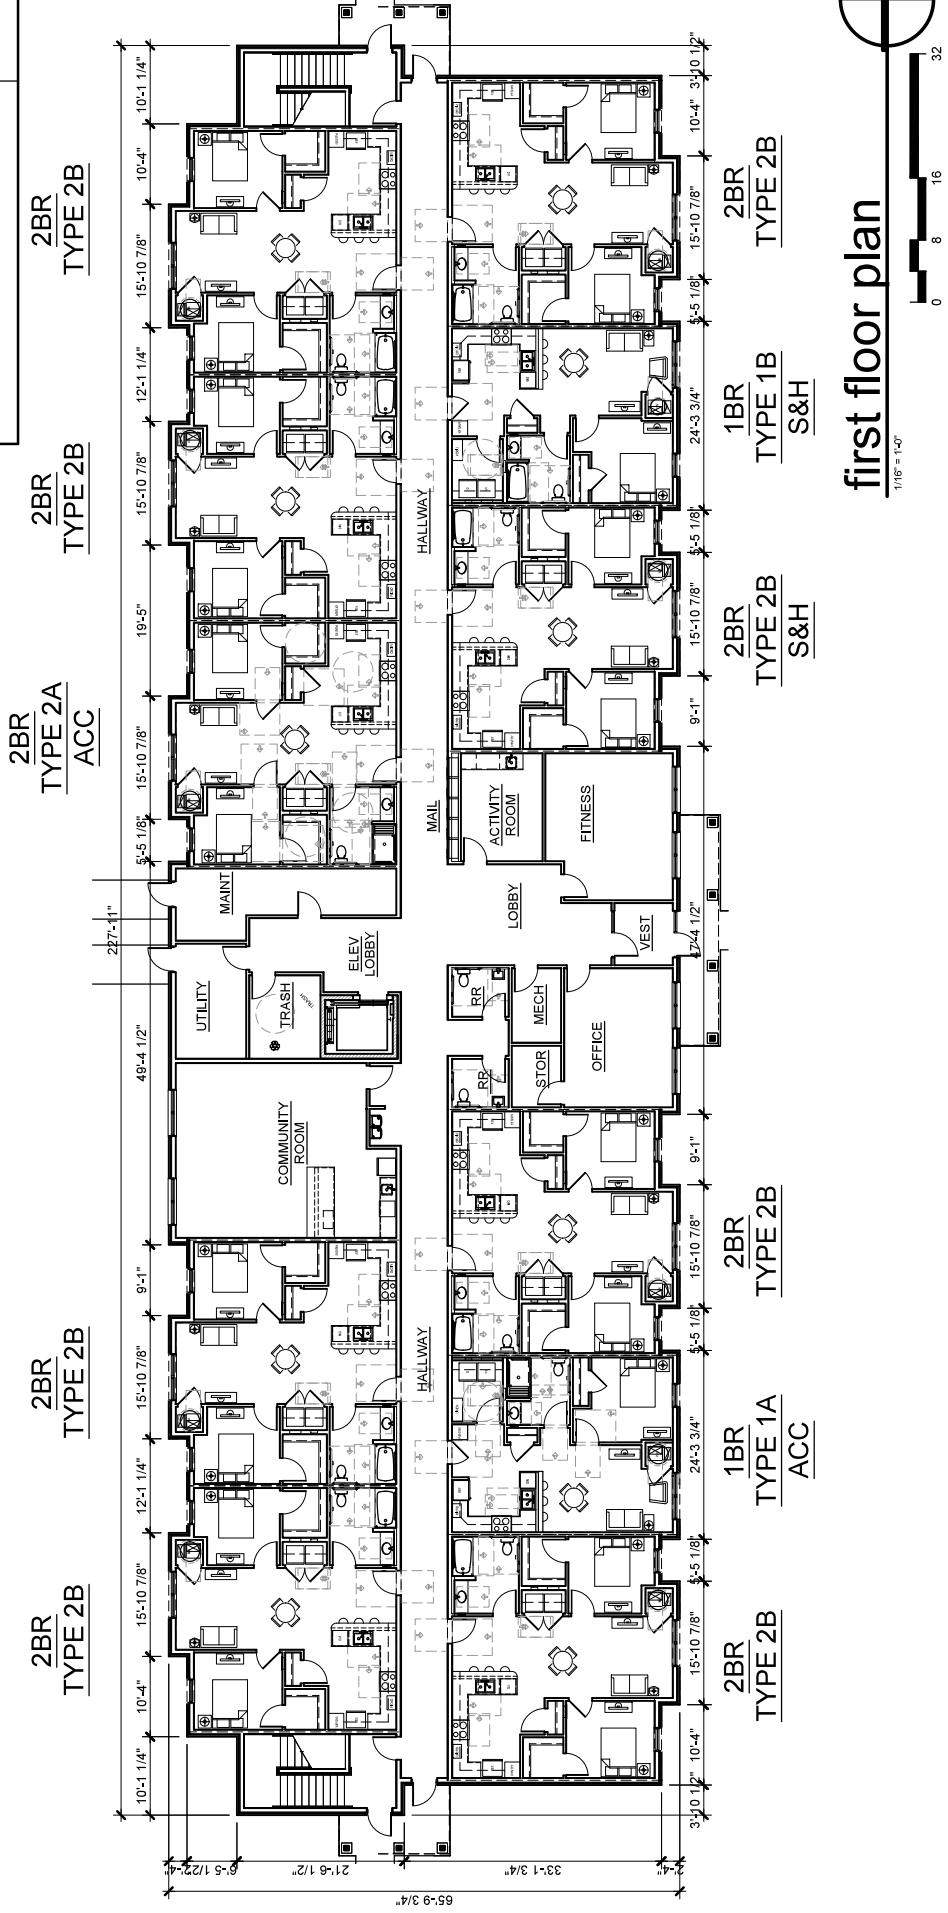 2BR
TYPE 2B
2BR
TYPE 2B
2BR
TYPE 2A
ACC
2BR
TYPE 2B
2BR
TYPE 2B
10'-1 1/4"
10'-4"
15'-10 7/8"
12'-1 1/4"
15'-10 7/8"
19'-5"
15'-10 7/8"
5'-5 1/8"
227'-11"
49'-4 1/2"
9'-1"
15'-10 7/8"
12'-1 1/4"
15'-10 7/8"
10'-4"
10'-1 1/4"
HALLWAY
MAIL
ACTIVITY
ROOM
FITNESS
MAINT
LOBBY
VEST
ELEV
LOBBY
UTILITY
TRASH
TRASH
RR
MECH
OFFICE
STOR
RR
COMMUNITY
ROOM
HALLWAY
3'-10 1/2"
10'-4"
15'-10 7/8"
5'-5 1/8"
24'-3 3/4"
5'-5 1/8"
15'-10 7/8"
9'-1"
47'-4 1/2"
9'-1"
15'-10 7/8"
5'-5 1/8"
24'-3 3/4"
5'-5 1/8"
15'-10 7/8"
10'-4"
3'-10 1/2"
2BR
TYPE 2B
1BR
TYPE 1B
S&H
2BR
TYPE 2B
S&H
2BR
TYPE 2B
1BR
TYPE 1A
ACC
2BR
TYPE 2B
2'-4"
6'-5 1/2"
21'-6 1/2"
33'-1 3/4"
2'-4"
65'-9 3/4"
first floor plan
1/16" = 1'-0"
0 8 16 32